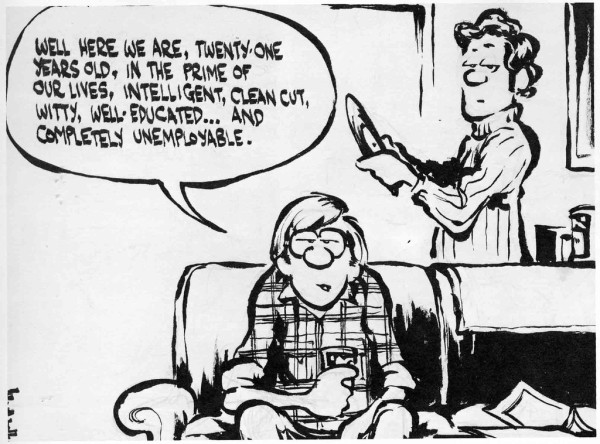 WELL HERE WE ARE, TWENTY-ONE
YEARS OLD, IN THE PRIME OF
OUR LIVES, INTELLIGENT, CLEAN CUT,
WITTY, WELL-EDUCATED... AND
COMPLETELY UNEMPLOYABLE.